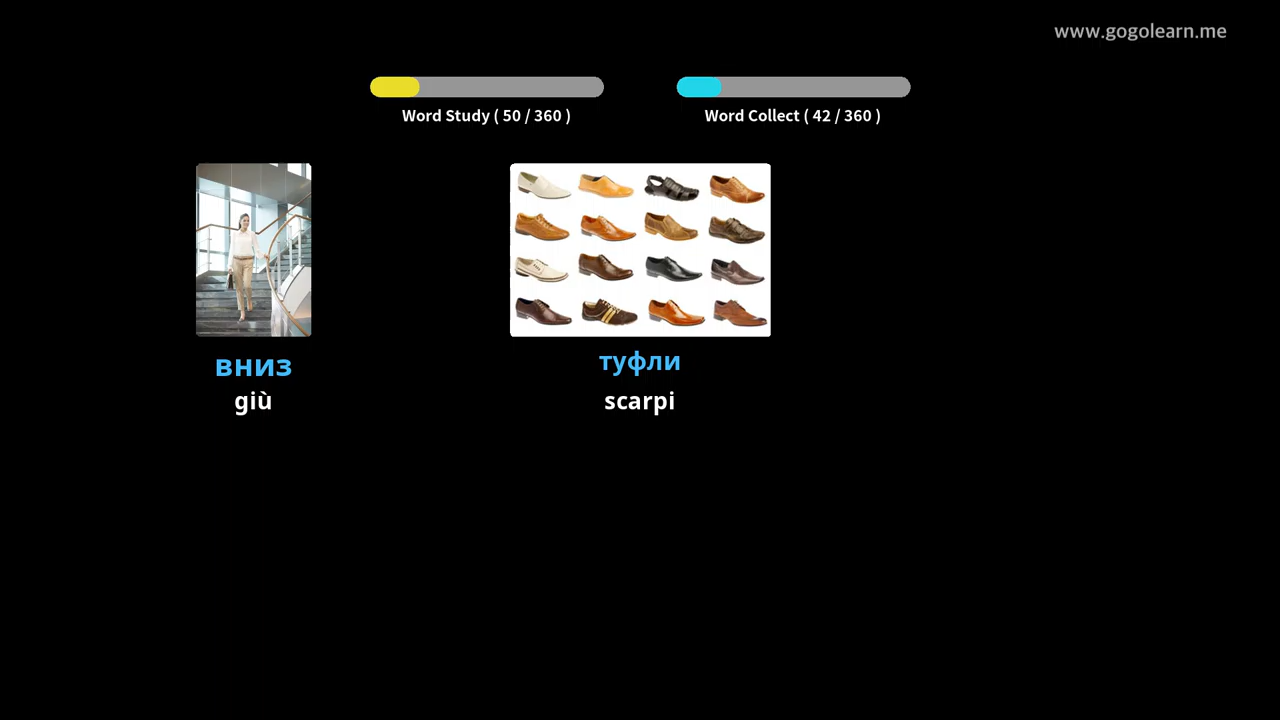 www.gogolearn.me
Word Study ( 50 / 360 )
Word Collect ( 42 / 360 )
вниз
giù
туфли
scarpi